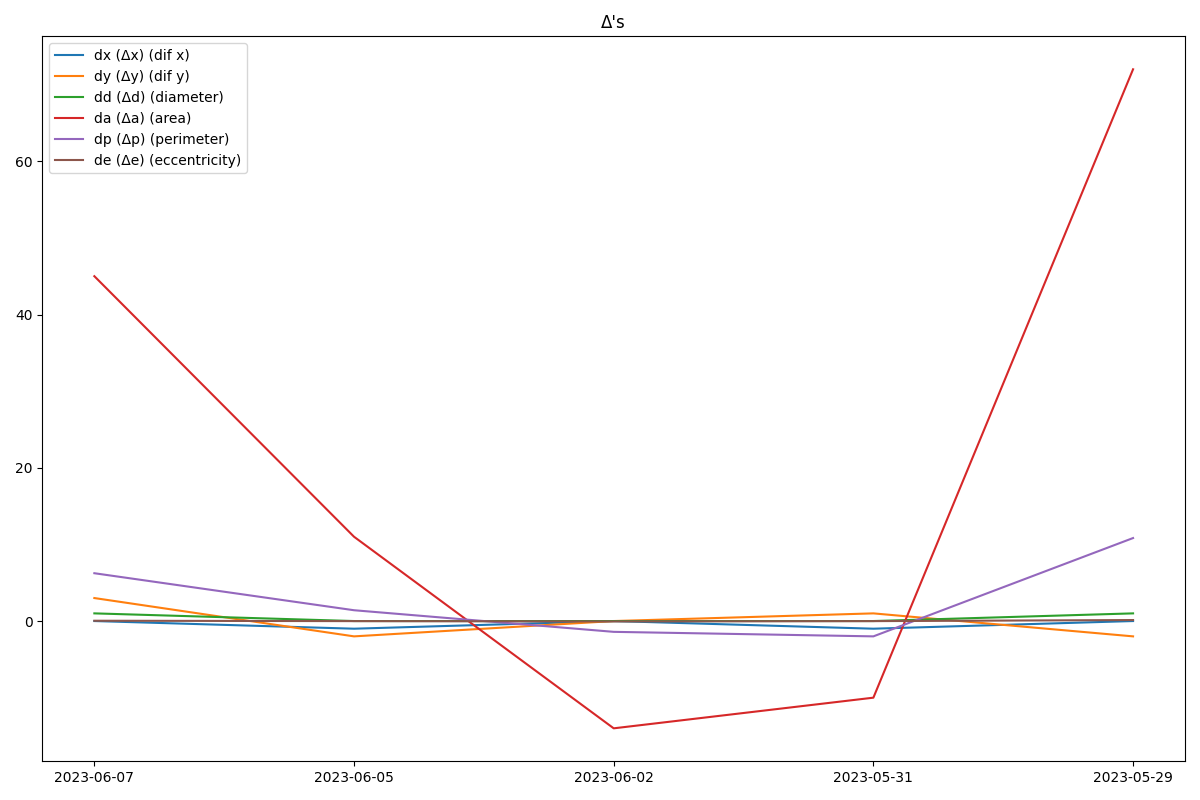 Δ's
dx (Δx) (dif x)
dy (Δy) (dif y)
dd (Δd) (diameter)
da (Δa) (area)
dp (Δp) (perimeter)
de (Δe) (eccentricity)
60
40
20
0
2023-06-07 2023-06-05 2023-06-02 2023-05-31 2023-05-29